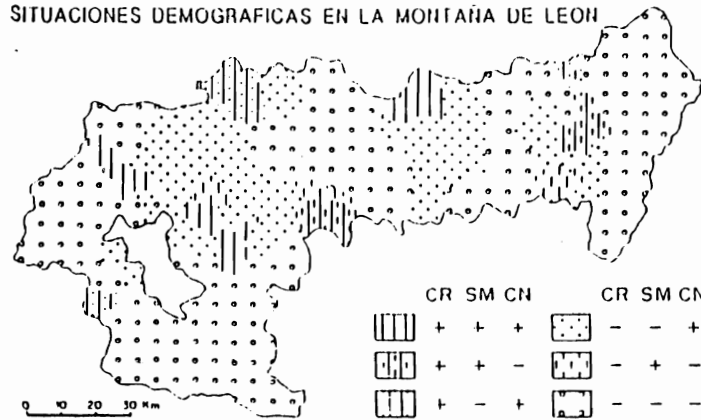 SITUACIONES DEMOGRAFICAS EN LA MONTAÑA DE LEON
CR SM CN CR SM CN
+ + + - - +
+ + - - + -
+ - + - - -
0 10 20 30 Km